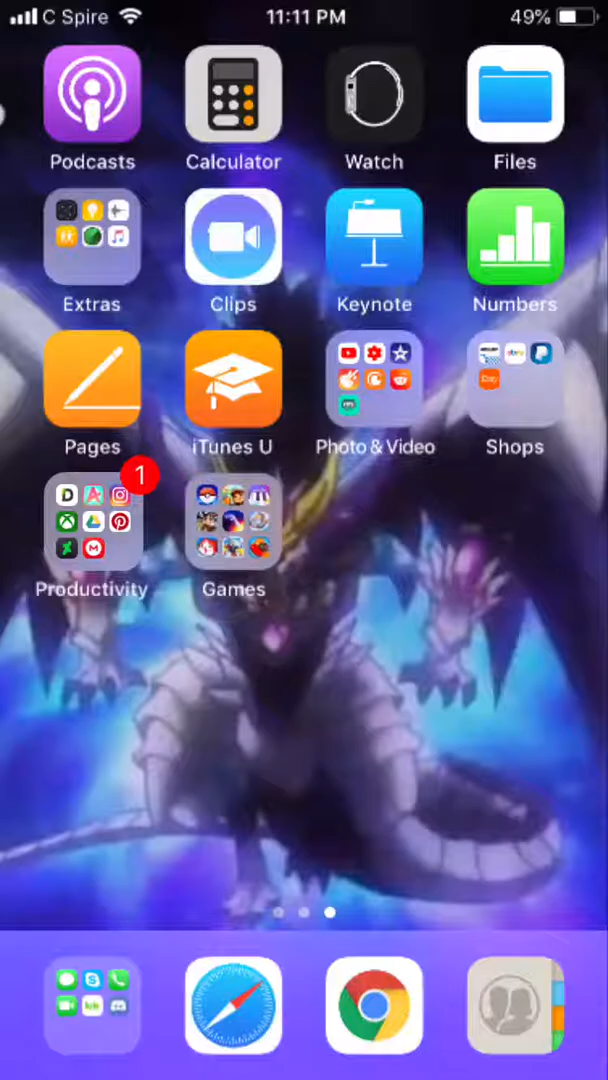 C Spire 11:11 PM 49%
Podcasts Calculator Watch Files
Extras Clips Keynote Numbers
Pages iTunes U Photo & Video Shops
1
Productivity Games